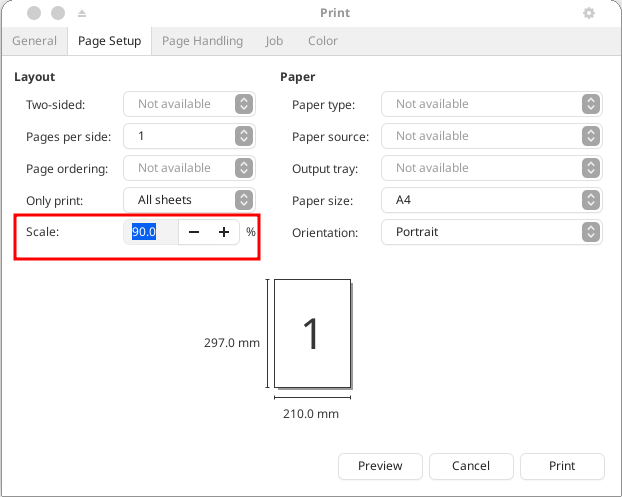 Print
General Page Setup Page Handling Job Color
Layout
Two-sided: Not available
Pages per side: 1
Page ordering: Not available
Only print: All sheets
Scale: 90.0 − + %
Paper
Paper type: Not available
Paper source: Not available
Output tray: Not available
Paper size: A4
Orientation: Portrait
297.0 mm
1
210.0 mm
Preview Cancel Print